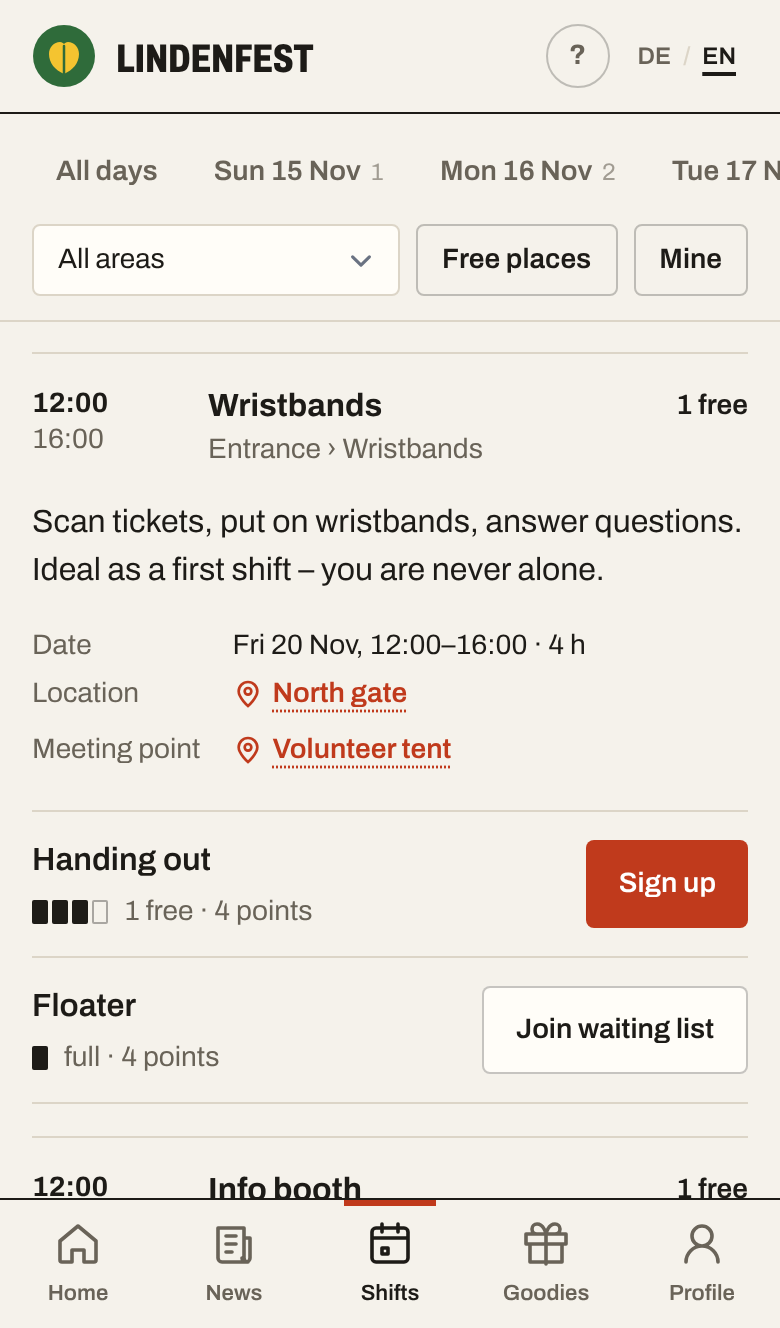 LINDENFEST
? DE / EN
All days Sun 15 Nov 1 Mon 16 Nov 2 Tue 17 N
All areas Free places Mine
12:00 Wristbands 1 free
16:00 Entrance › Wristbands
Scan tickets, put on wristbands, answer questions.
Ideal as a first shift – you are never alone.
Date Fri 20 Nov, 12:00–16:00 · 4 h
Location North gate
Meeting point Volunteer tent
Handing out Sign up
1 free · 4 points
Floater Join waiting list
full · 4 points
12:00 Info booth 1 free
Home News Shifts Goodies Profile